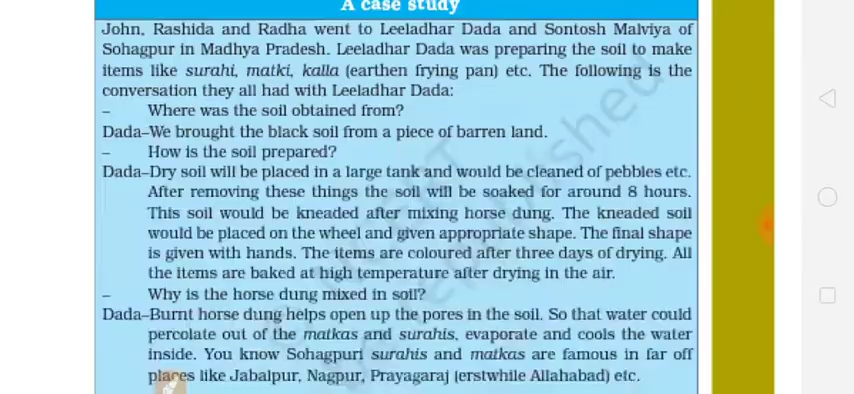 A case study
John, Rashida and Radha went to Leeladhar Dada and Sontosh Malviya of
Sohagpur in Madhya Pradesh. Leeladhar Dada was preparing the soil to make
items like surahi, matki, kalla (earthen frying pan) etc. The following is the
conversation they all had with Leeladhar Dada:
– Where was the soil obtained from?
Dada–We brought the black soil from a piece of barren land.
– How is the soil prepared?
Dada–Dry soil will be placed in a large tank and would be cleaned of pebbles etc.
After removing these things the soil will be soaked for around 8 hours.
This soil would be kneaded after mixing horse dung. The kneaded soil
would be placed on the wheel and given appropriate shape. The final shape
is given with hands. The items are coloured after three days of drying. All
the items are baked at high temperature after drying in the air.
– Why is the horse dung mixed in soil?
Dada–Burnt horse dung helps open up the pores in the soil. So that water could
percolate out of the matkas and surahis, evaporate and cools the water
inside. You know Sohagpuri surahis and matkas are famous in far off
places like Jabalpur, Nagpur, Prayagaraj (erstwhile Allahabad) etc.